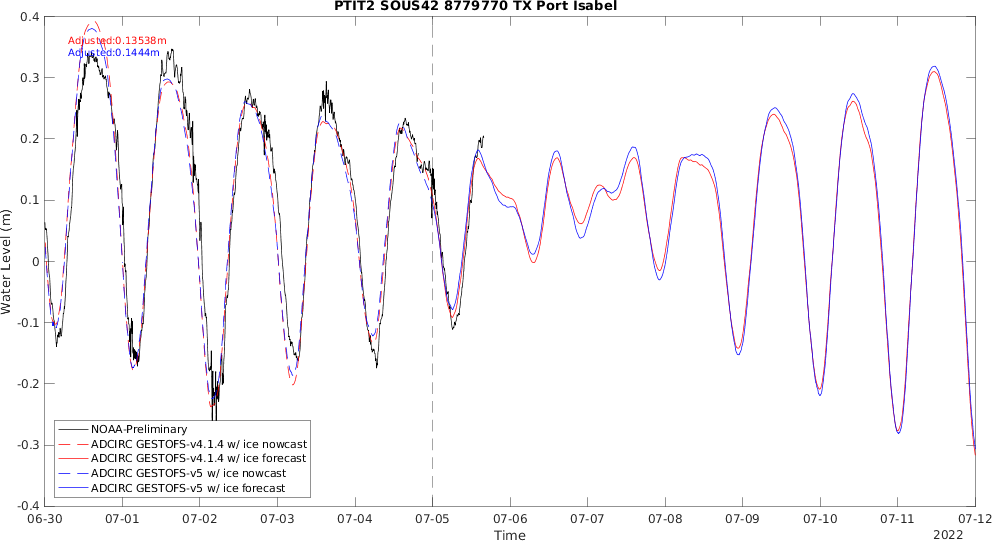 PTIT2 SOUS42 8779770 TX Port Isabel
0.4
0.3
0.2
0.1
0
-0.1
-0.2
-0.3
-0.4
Water Level (m)
Adjusted:0.13538m
Adjusted:0.1444m
NOAA-Preliminary
ADCIRC GESTOFS-v4.1.4 w/ ice nowcast
ADCIRC GESTOFS-v4.1.4 w/ ice forecast
ADCIRC GESTOFS-v5 w/ ice nowcast
ADCIRC GESTOFS-v5 w/ ice forecast
06-30 07-01 07-02 07-03 07-04 07-05 07-06 07-07 07-08 07-09 07-10 07-11 07-12
Time
2022